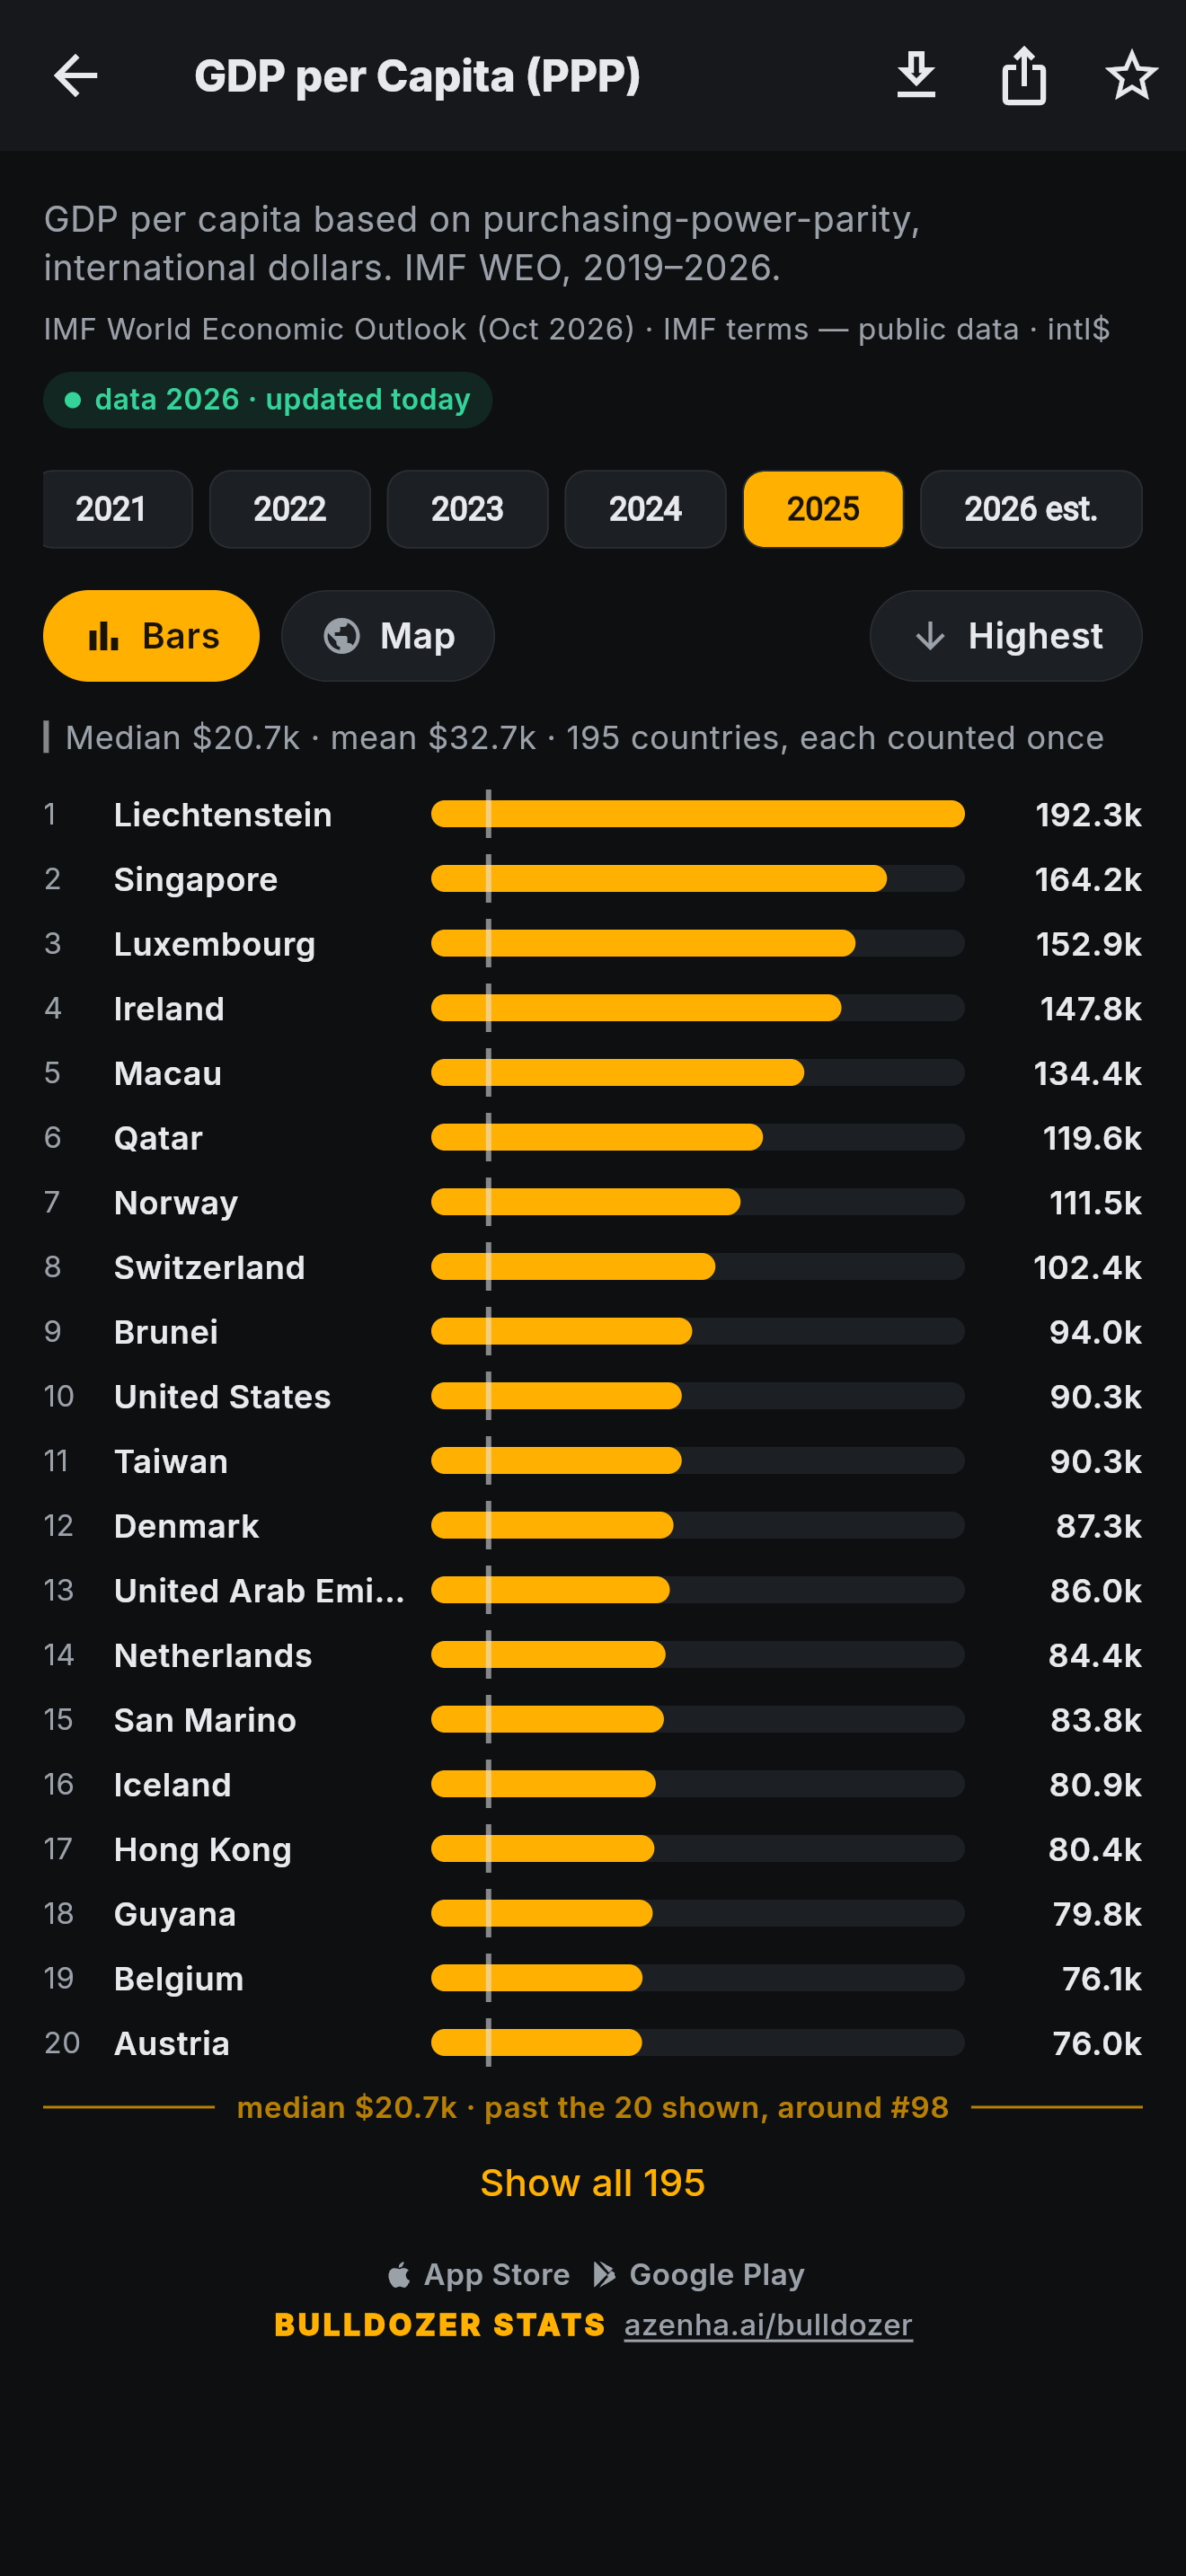 GDP per Capita (PPP)
GDP per capita based on purchasing-power-parity,
international dollars. IMF WEO, 2019–2026.
IMF World Economic Outlook (Oct 2026) · IMF terms — public data · intl$
data 2026 · updated today
2021 2022 2023 2024 2025 2026 est.
Bars Map Highest
Median $20.7k · mean $32.7k · 195 countries, each counted once
1 Liechtenstein 192.3k
2 Singapore 164.2k
3 Luxembourg 152.9k
4 Ireland 147.8k
5 Macau 134.4k
6 Qatar 119.6k
7 Norway 111.5k
8 Switzerland 102.4k
9 Brunei 94.0k
10 United States 90.3k
11 Taiwan 90.3k
12 Denmark 87.3k
13 United Arab Emi... 86.0k
14 Netherlands 84.4k
15 San Marino 83.8k
16 Iceland 80.9k
17 Hong Kong 80.4k
18 Guyana 79.8k
19 Belgium 76.1k
20 Austria 76.0k
median $20.7k · past the 20 shown, around #98
Show all 195
App Store Google Play
BULLDOZER STATS azenha.ai/bulldozer